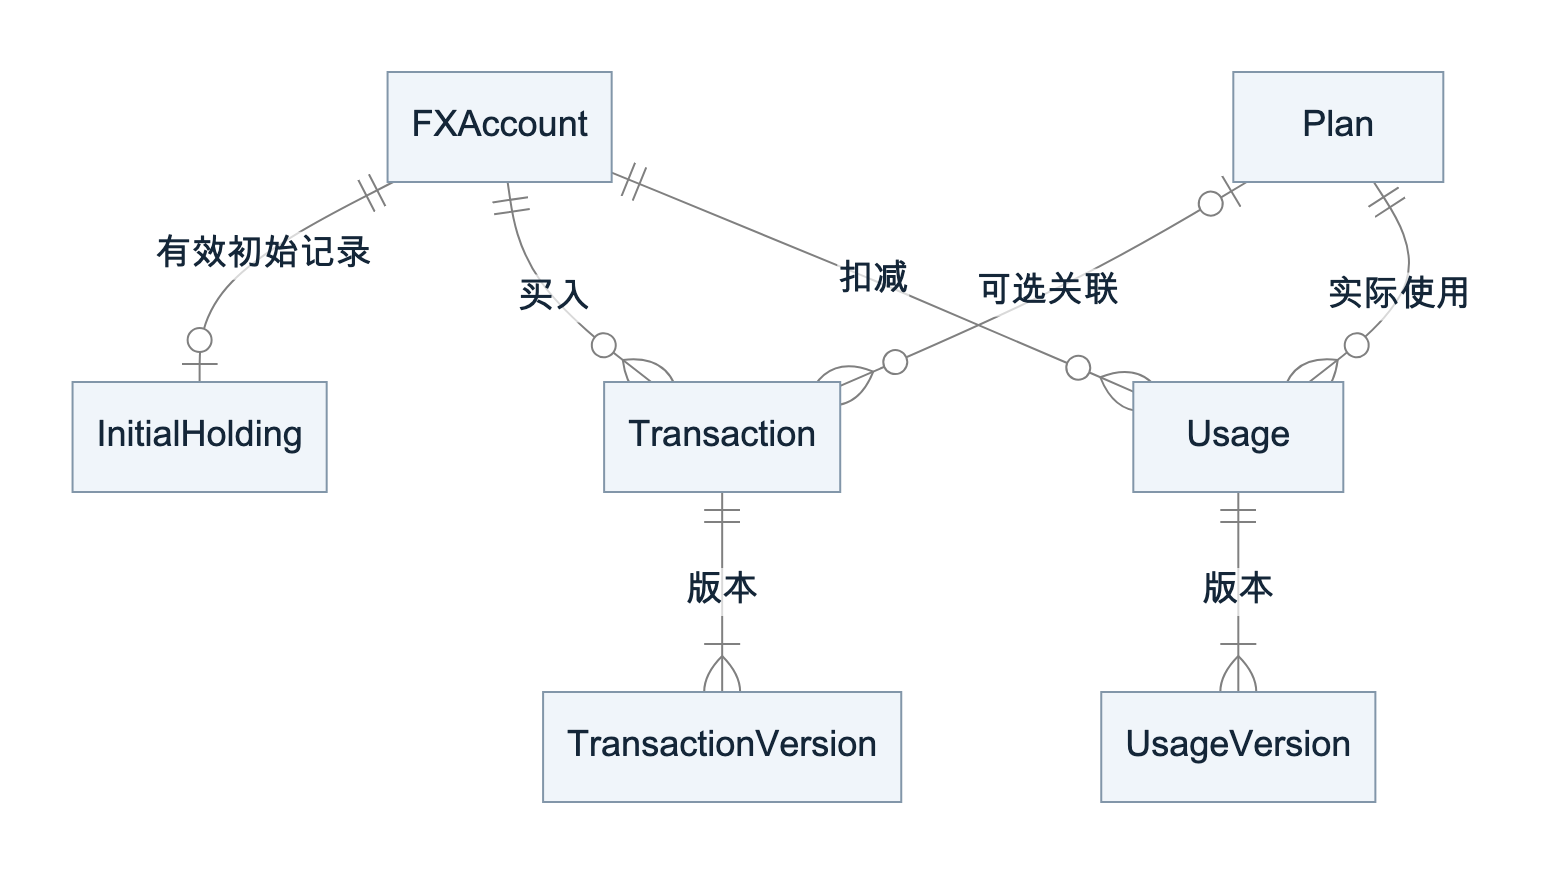 FXAccount
Plan
有效初始记录
买入
扣减
可选关联
实际使用
InitialHolding
Transaction
Usage
版本
版本
TransactionVersion
UsageVersion